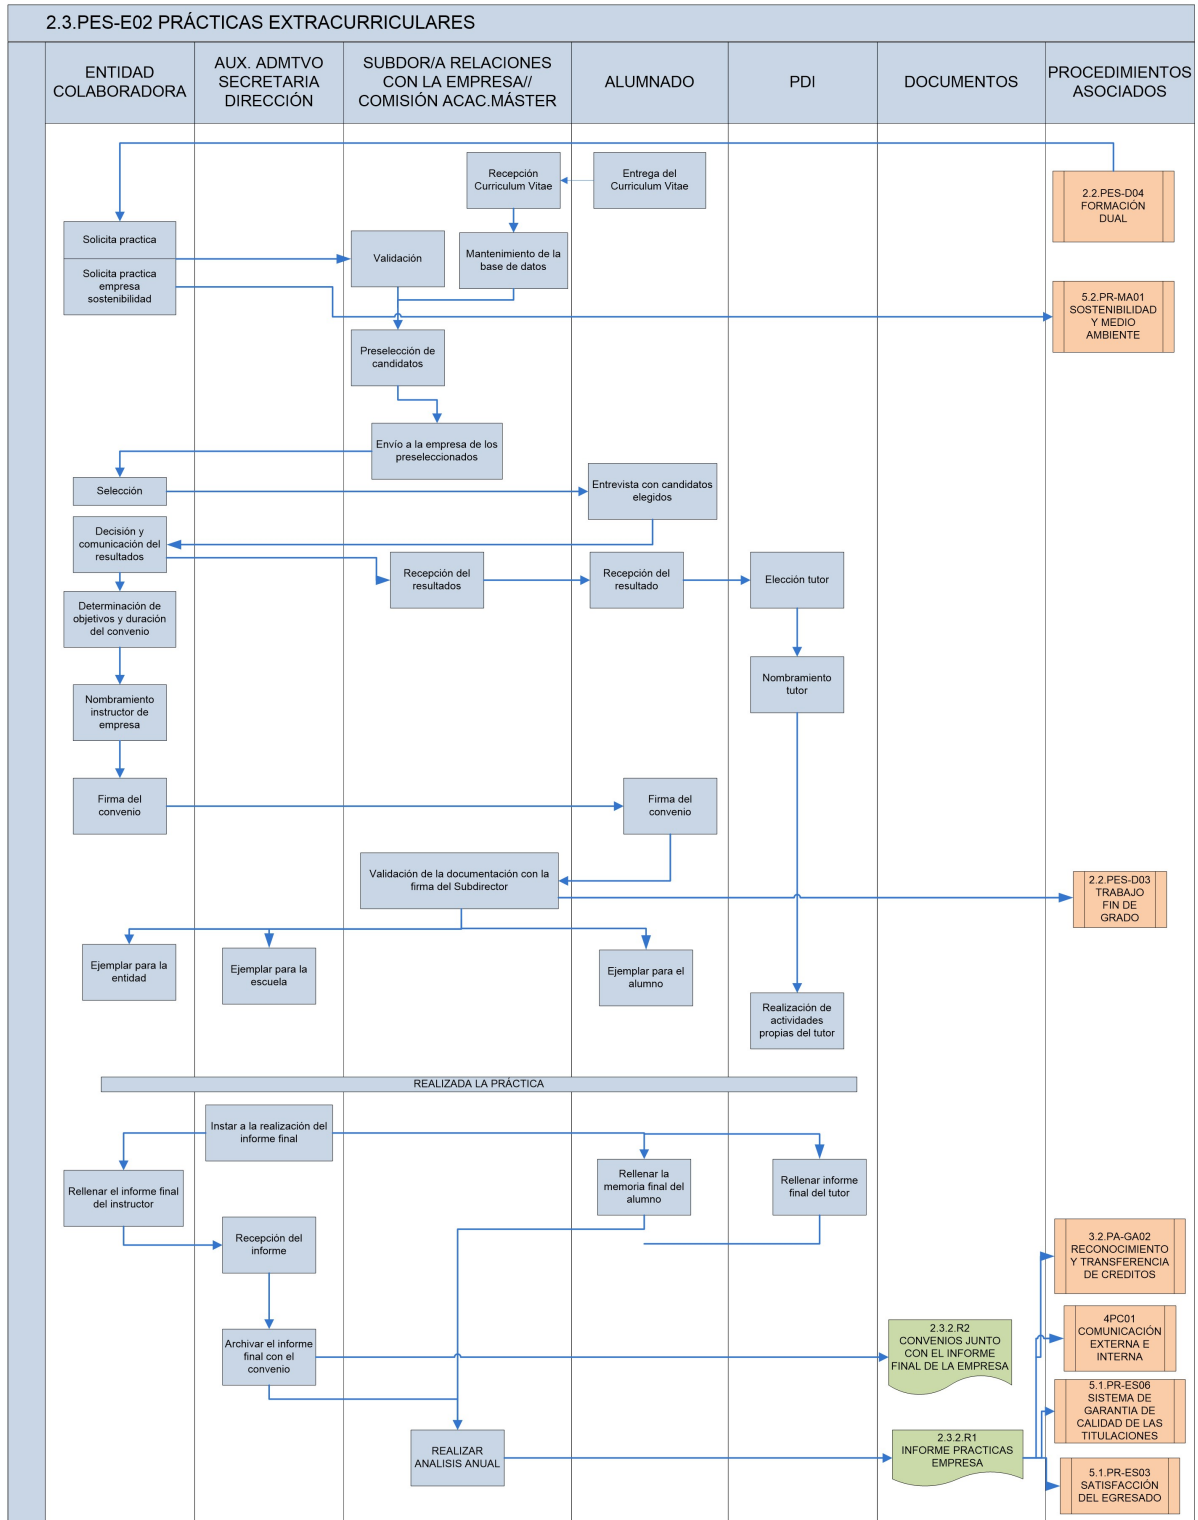 2.3.PES-E02 PRÁCTICAS EXTRACURRICULARES
ENTIDAD
COLABORADORA
AUX. ADMTVO
SECRETARIA
DIRECCIÓN
SUBDOR/A RELACIONES
CON LA EMPRESA//
COMISIÓN ACAC.MÁSTER
ALUMNADO
PDI
DOCUMENTOS
PROCEDIMIENTOS
ASOCIADOS
Recepción
Curriculum Vitae
Entrega del
Curriculum Vitae
2.2.PES-D04
FORMACIÓN
DUAL
Solicita practica
Solicita practica
empresa
sostenibilidad
Validación
Mantenimiento de la
base de datos
5.2.PR-MA01
SOSTENIBILIDAD
Y MEDIO
AMBIENTE
Preselección de
candidatos
Envío a la empresa de los
preseleccionados
Selección
Entrevista con candidatos
elegidos
Decisión y
comunicación del
resultados
Recepción del
resultados
Recepción del
resultado
Elección tutor
Determinación de
objetivos y duración
del convenio
Nombramiento
tutor
Nombramiento
instructor de
empresa
Firma del
convenio
Firma del
convenio
Validación de la documentación con la
firma del Subdirector
2.2.PES-D03
TRABAJO
FIN DE
GRADO
Ejemplar para la
entidad
Ejemplar para la
escuela
Ejemplar para el
alumno
Realización de
actividades
propias del tutor
REALIZADA LA PRÁCTICA
Instar a la realización del
informe final
Rellenar el informe final
del instructor
Rellenar la
memoria final del
alumno
Rellenar informe
final del tutor
Recepción del
informe
3.2.PA-GA02
RECONOCIMIENTO
Y TRANSFERENCIA
DE CREDITOS
Archivar el informe
final con el
convenio
2.3.2.R2
CONVENIOS JUNTO
CON EL INFORME
FINAL DE LA EMPRESA
4PC01
COMUNICACIÓN
EXTERNA E
INTERNA
5.1.PR-ES06
SISTEMA DE
GARANTIA DE
CALIDAD DE LAS
TITULACIONES
REALIZAR
ANALISIS ANUAL
2.3.2.R1
INFORME PRACTICAS
EMPRESA
5.1.PR-ES03
SATISFACCIÓN
DEL EGRESADO